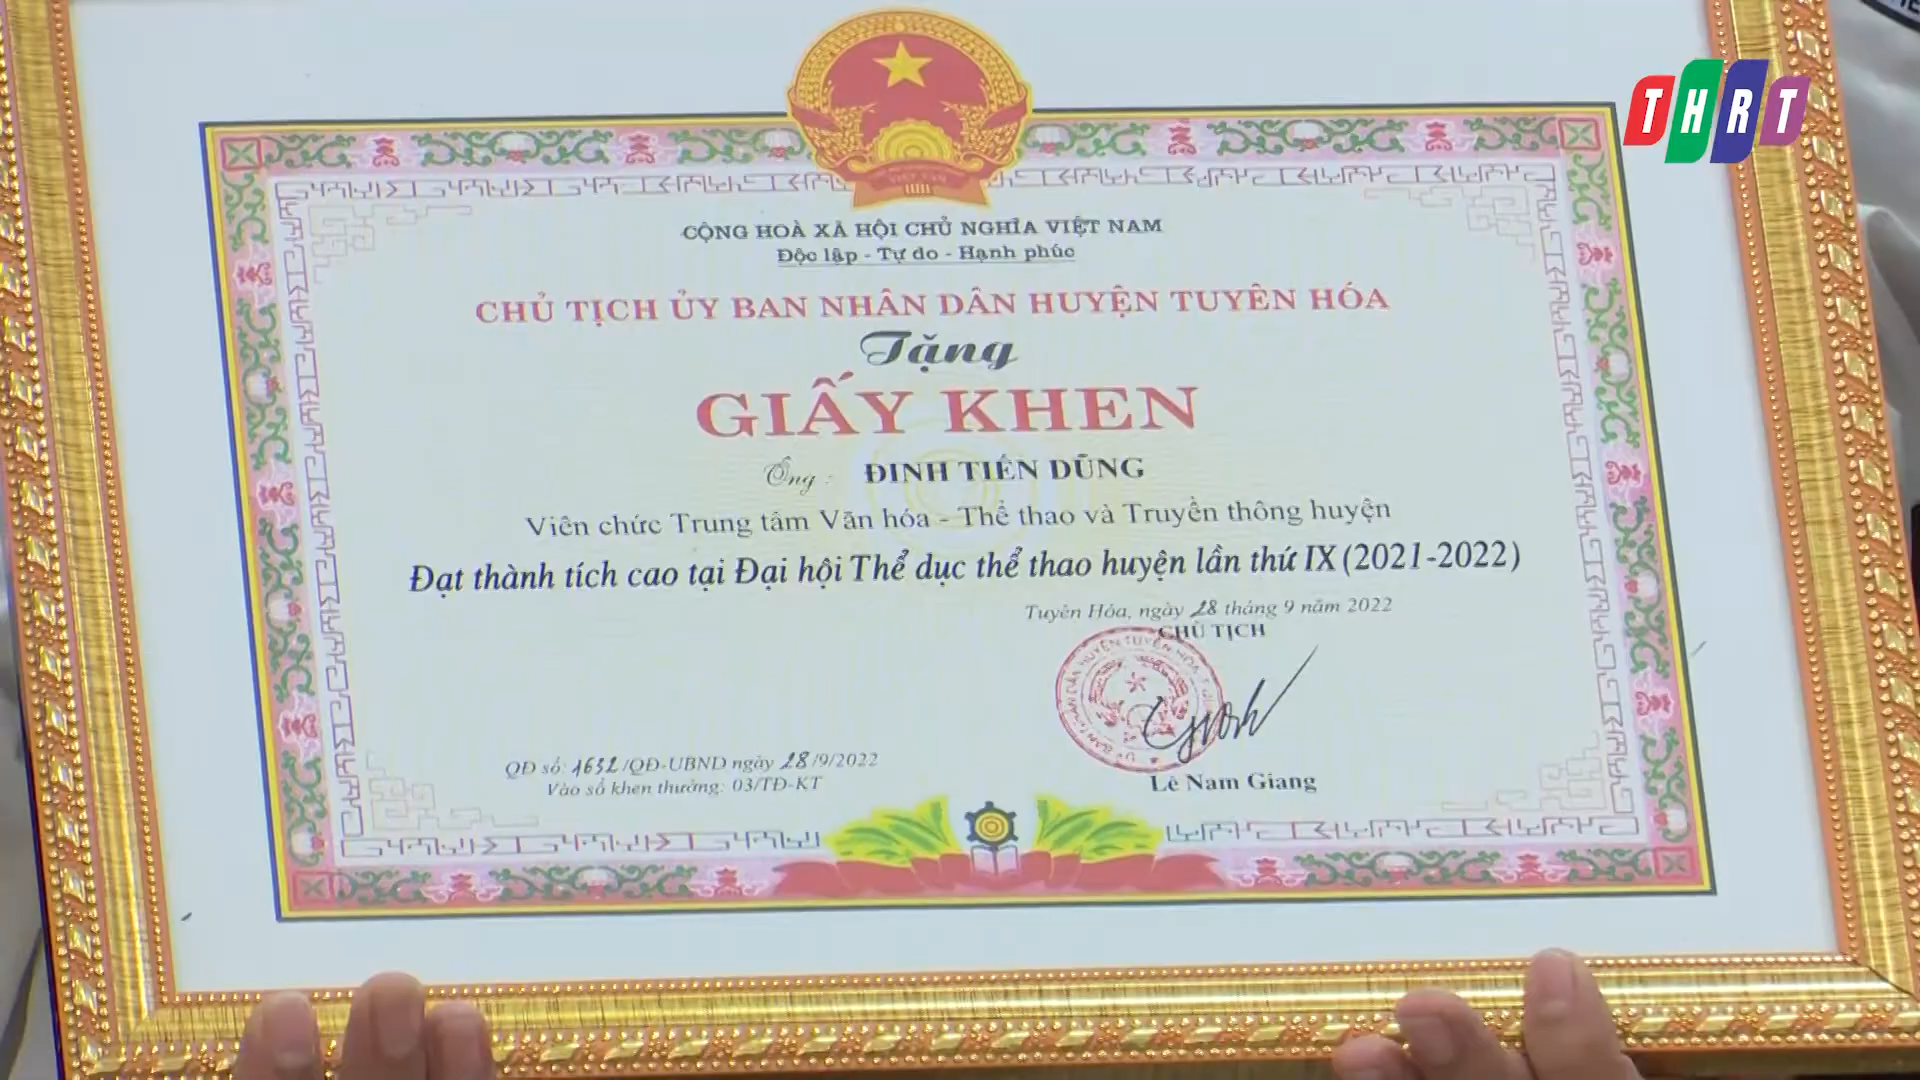 THRT
VIỆT NAM
CỘNG HOÀ XÃ HỘI CHỦ NGHĨA VIỆT NAM
Độc lập - Tự do - Hạnh phúc
CHỦ TỊCH ỦY BAN NHÂN DÂN HUYỆN TUYÊN HÓA
Tặng
GIẤY KHEN
Ông : ĐINH TIẾN DŨNG
Viên chức Trung tâm Văn hóa - Thể thao và Truyền thông huyện
Đạt thành tích cao tại Đại hội Thể dục thể thao huyện lần thứ IX (2021-2022)
Tuyên Hóa, ngày 28 tháng 9 năm 2022
CHỦ TỊCH
QĐ số: 1632/QĐ-UBND ngày 28/9/2022
Vào sổ khen thưởng: 03/TĐ-KT
Lê Nam Giang